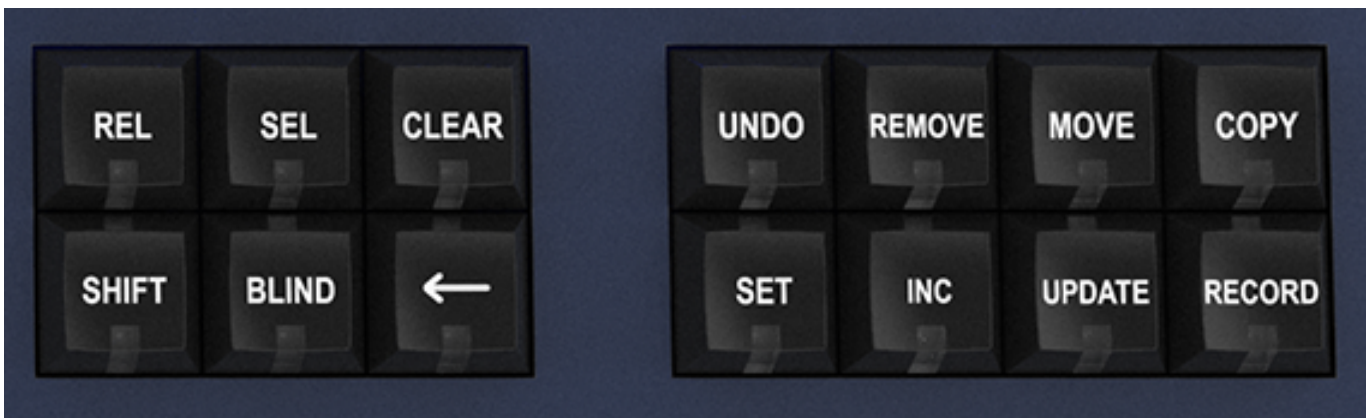 REL SEL CLEAR
SHIFT BLIND ←
UNDO REMOVE MOVE COPY
SET INC UPDATE RECORD